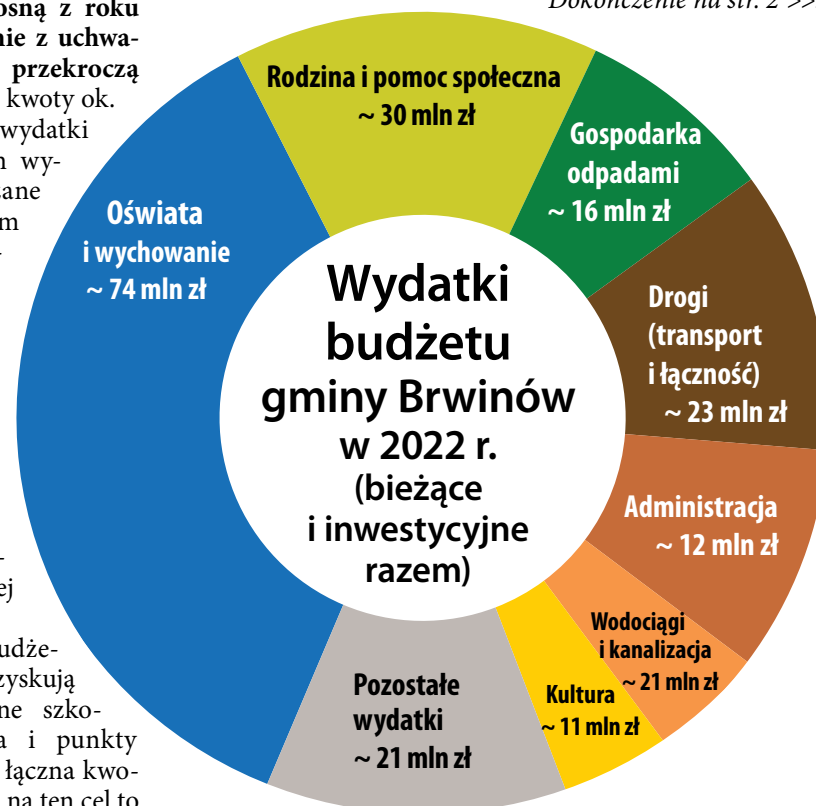 osną z roku
nie z uchwa-
przekroczą
kwoty ok.
wydatki
wy-
zane
Dokończenie na str. 2 >>
Rodzina i pomoc społeczna
~ 30 mln zł
Gospodarka
odpadami
~ 16 mln zł
Oświata
i wychowanie
~ 74 mln zł
Drogi
(transport
i łączność)
~ 23 mln zł
Wydatki
budżetu
gminy Brwinów
w 2022 r.
(bieżące
i inwestycyjne
razem)
Administracja
~ 12 mln zł
Wodociągi
i kanalizacja
~ 21 mln zł
Kultura
~ 11 mln zł
Pozostałe
wydatki
~ 21 mln zł
ej
udże-
zyskują
ne szko-
a i punkty
łączna kwo-
na ten cel to